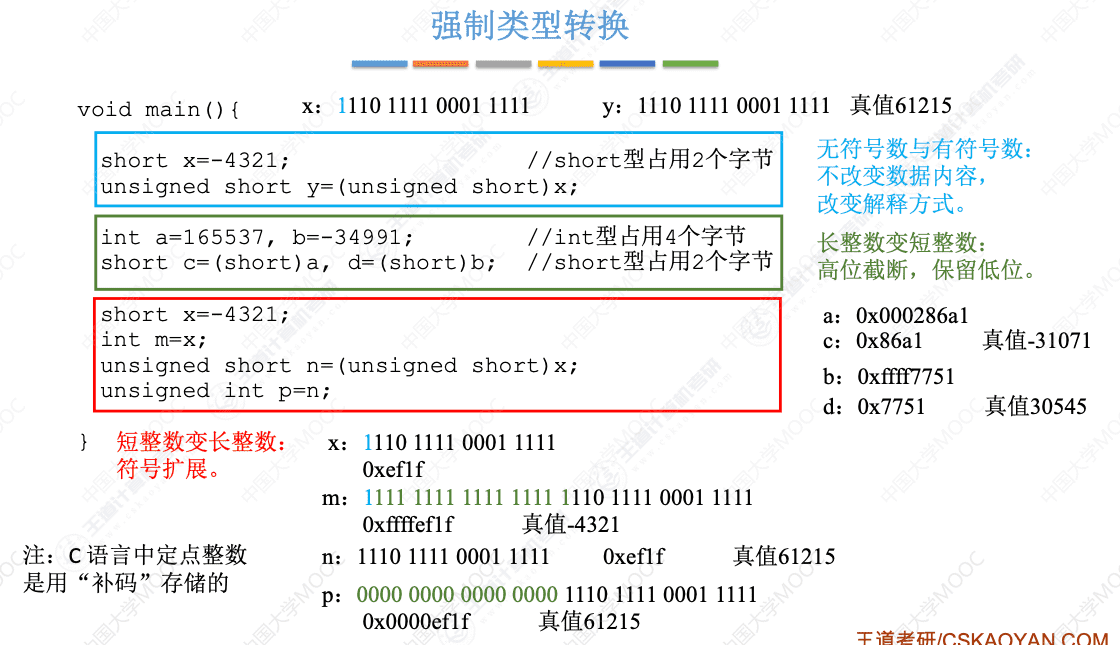 强制类型转换
void main(){
x：1110 1111 0001 1111
y：1110 1111 0001 1111 真值61215
short x=-4321; //short型占用2个字节
unsigned short y=(unsigned short)x;
无符号数与有符号数：
不改变数据内容，
改变解释方式。
int a=165537, b=-34991; //int型占用4个字节
short c=(short)a, d=(short)b; //short型占用2个字节
长整数变短整数：
高位截断，保留低位。
short x=-4321;
int m=x;
unsigned short n=(unsigned short)x;
unsigned int p=n;
a：0x000286a1
c：0x86a1 真值-31071
b：0xffff7751
d：0x7751 真值30545
}
短整数变长整数：
符号扩展。
x：1110 1111 0001 1111
0xef1f
m：1111 1111 1111 1111 1110 1111 0001 1111
0xffffef1f 真值-4321
注：C 语言中定点整数
是用“补码”存储的
n：1110 1111 0001 1111 0xef1f 真值61215
p：0000 0000 0000 0000 1110 1111 0001 1111
0x0000ef1f 真值61215
王道考研/CSKAOYAN.COM